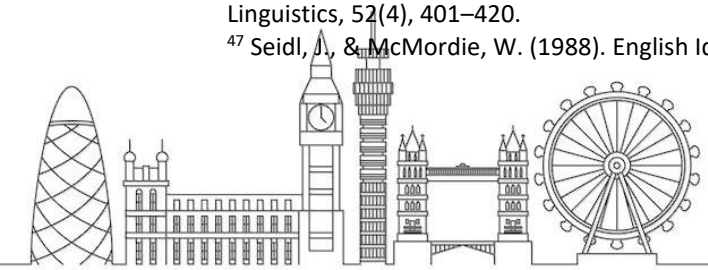 Linguistics, 52(4), 401–420.
47 Seidl, J., & McMordie, W. (1988). English Id